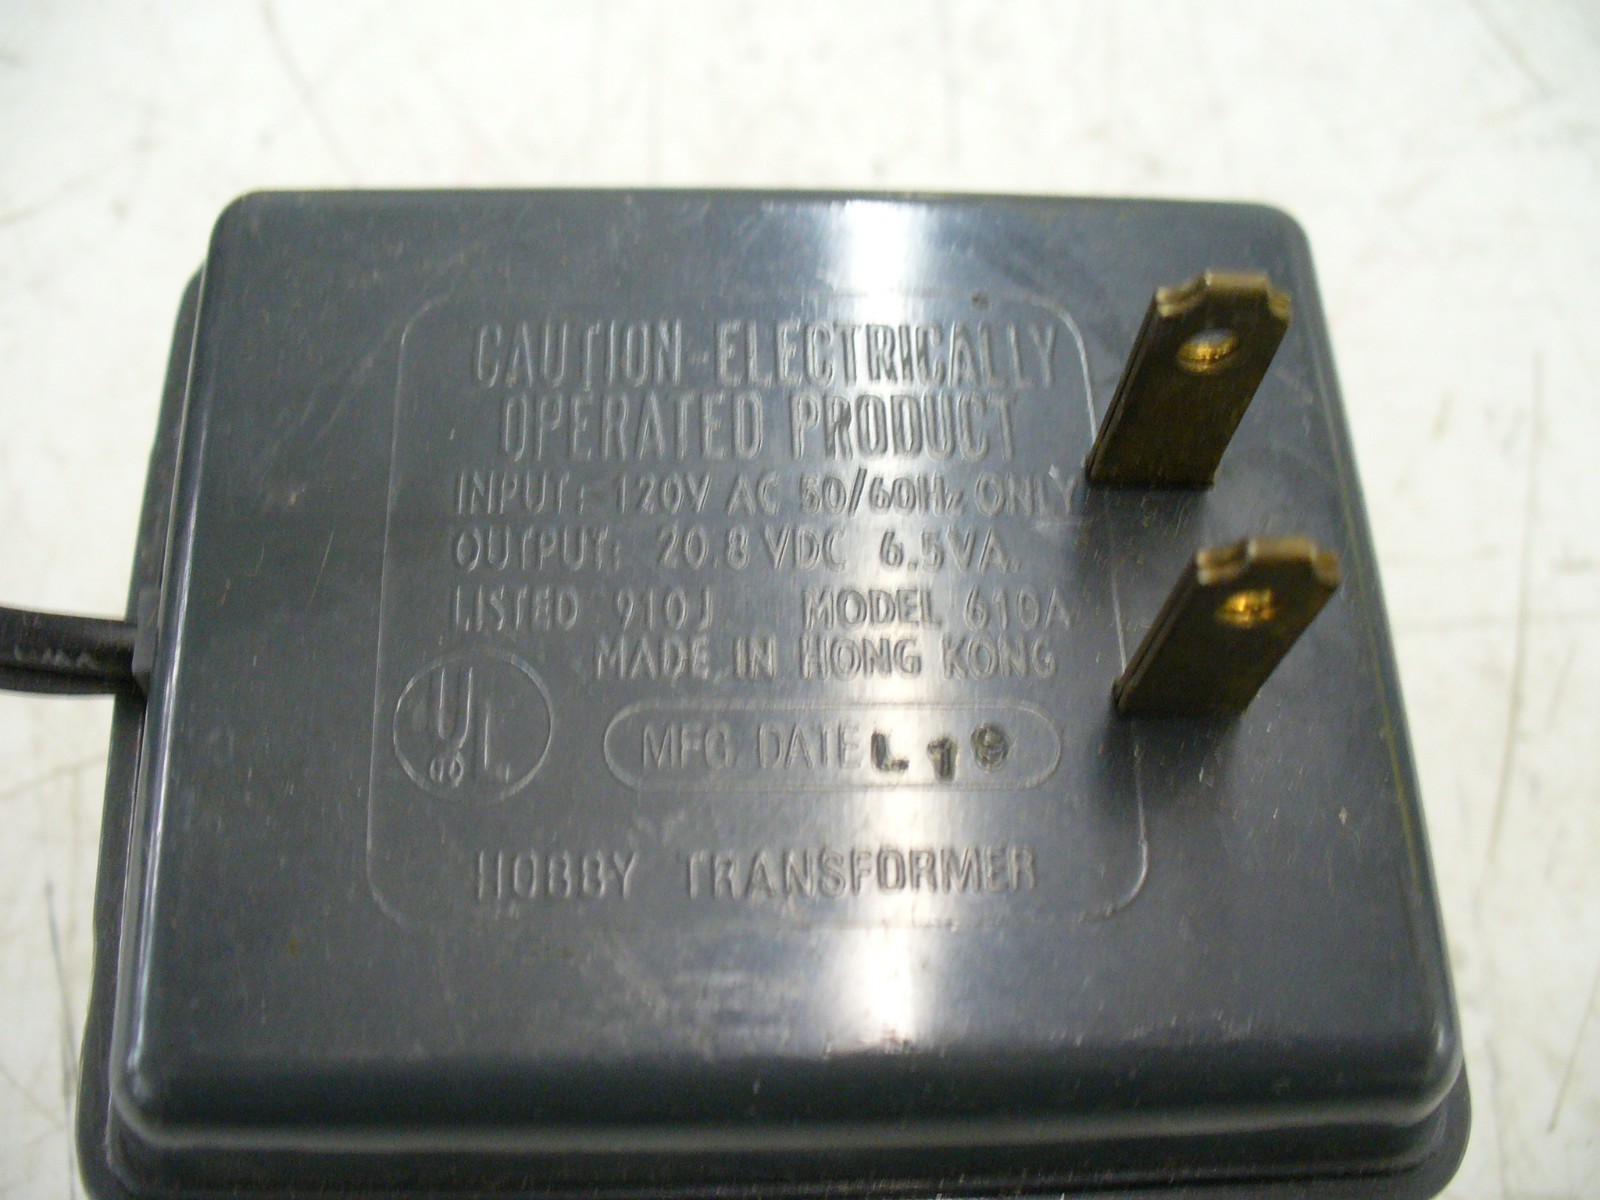 CAUTION-ELECTRICALLY
OPERATED PRODUCT
INPUT: 120V AC 50/60Hz ONLY
OUTPUT: 20.8 VDC 6.5VA.
LISTED 910J MODEL 610A
MADE IN HONG KONG
UL
MFG DATE L19
HOBBY TRANSFORMER